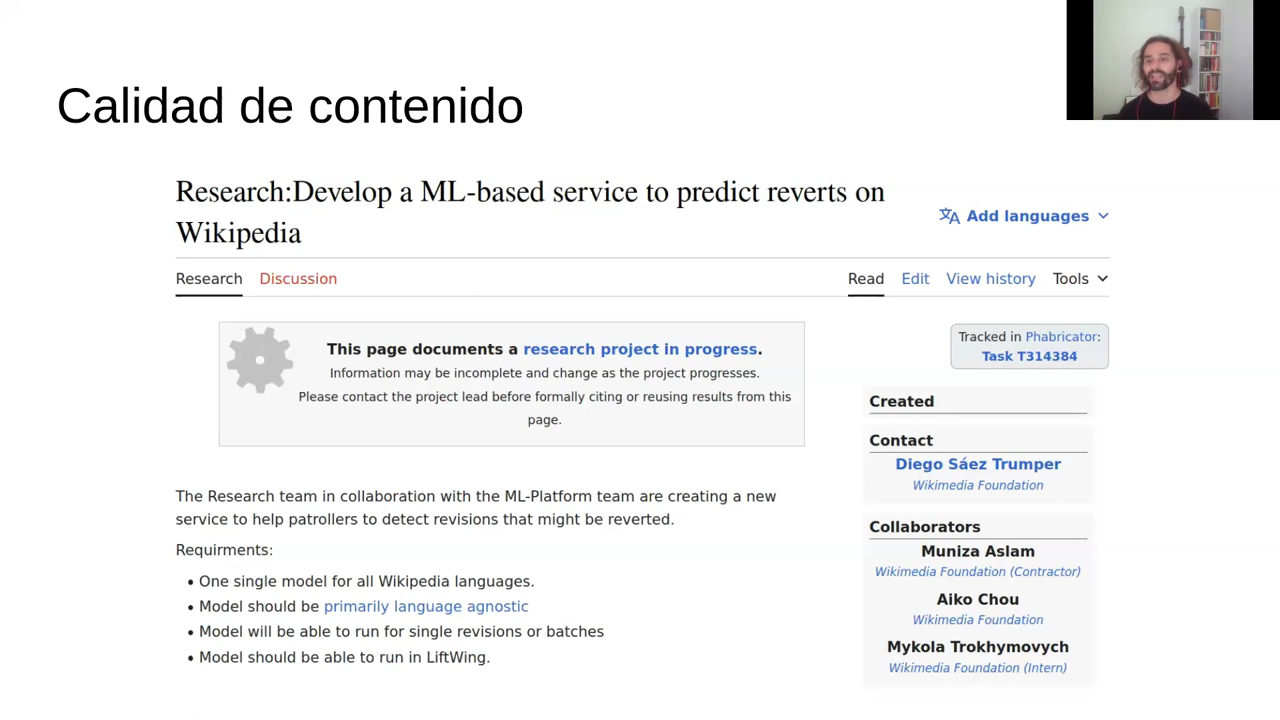 Calidad de contenido
Research:Develop a ML-based service to predict reverts on
Wikipedia
Add languages
Research Discussion
Read Edit View history Tools
This page documents a research project in progress.
Information may be incomplete and change as the project progresses.
Please contact the project lead before formally citing or reusing results from this
page.
Tracked in Phabricator:
Task T314384
Created
Contact
Diego Sáez Trumper
Wikimedia Foundation
Collaborators
Muniza Aslam
Wikimedia Foundation (Contractor)
Aiko Chou
Wikimedia Foundation
Mykola Trokhymovych
Wikimedia Foundation (Intern)
The Research team in collaboration with the ML-Platform team are creating a new
service to help patrollers to detect revisions that might be reverted.
Requirments:
• One single model for all Wikipedia languages.
• Model should be primarily language agnostic
• Model will be able to run for single revisions or batches
• Model should be able to run in LiftWing.